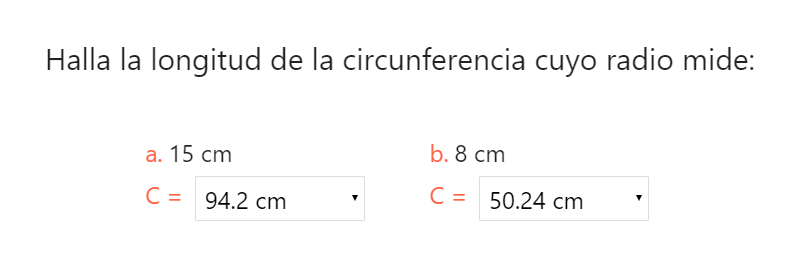 Halla la longitud de la circunferencia cuyo radio mide:
a. 15 cm
b. 8 cm
C = 94.2 cm
C = 50.24 cm